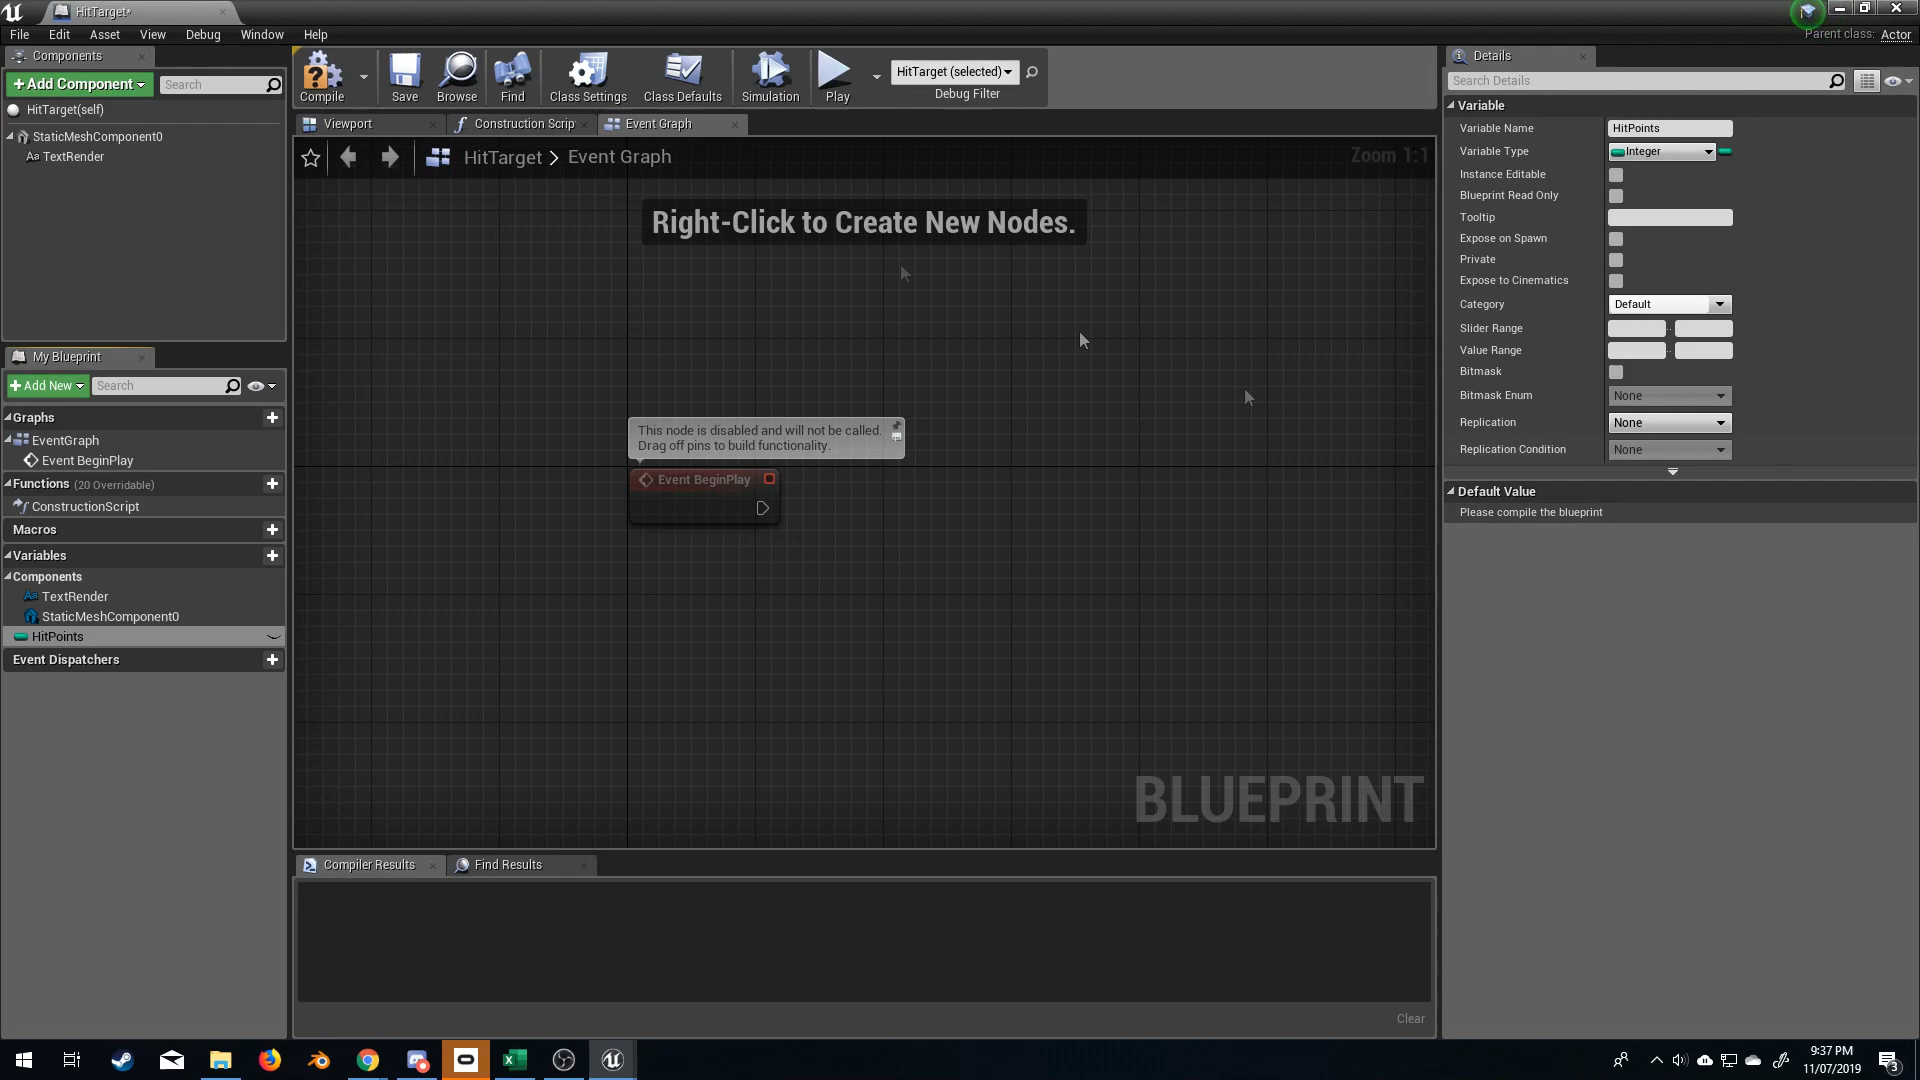 HitTarget*
File Edit Asset View Debug Window Help
Parent class: Actor
Components
+Add Component
Search
HitTarget(self)
StaticMeshComponent0
Aa TextRender
Compile
Save
Browse
Find
Class Settings
Class Defaults
Simulation
Play
HitTarget (selected)
Debug Filter
Viewport
Construction Scrip
Event Graph
HitTarget > Event Graph
Zoom 1:1
Right-Click to Create New Nodes.
This node is disabled and will not be called.
Drag off pins to build functionality.
Event BeginPlay
BLUEPRINT
My Blueprint
+Add New
Search
Graphs
EventGraph
Event BeginPlay
Functions (20 Overridable)
ConstructionScript
Macros
Variables
Components
Aa TextRender
StaticMeshComponent0
HitPoints
Event Dispatchers
Compiler Results
Find Results
Clear
Details
Search Details
Variable
Variable Name HitPoints
Variable Type Integer
Instance Editable
Blueprint Read Only
Tooltip
Expose on Spawn
Private
Expose to Cinematics
Category Default
Slider Range
Value Range
Bitmask
Bitmask Enum None
Replication None
Replication Condition None
Default Value
Please compile the blueprint
9:37 PM
11/07/2019
3